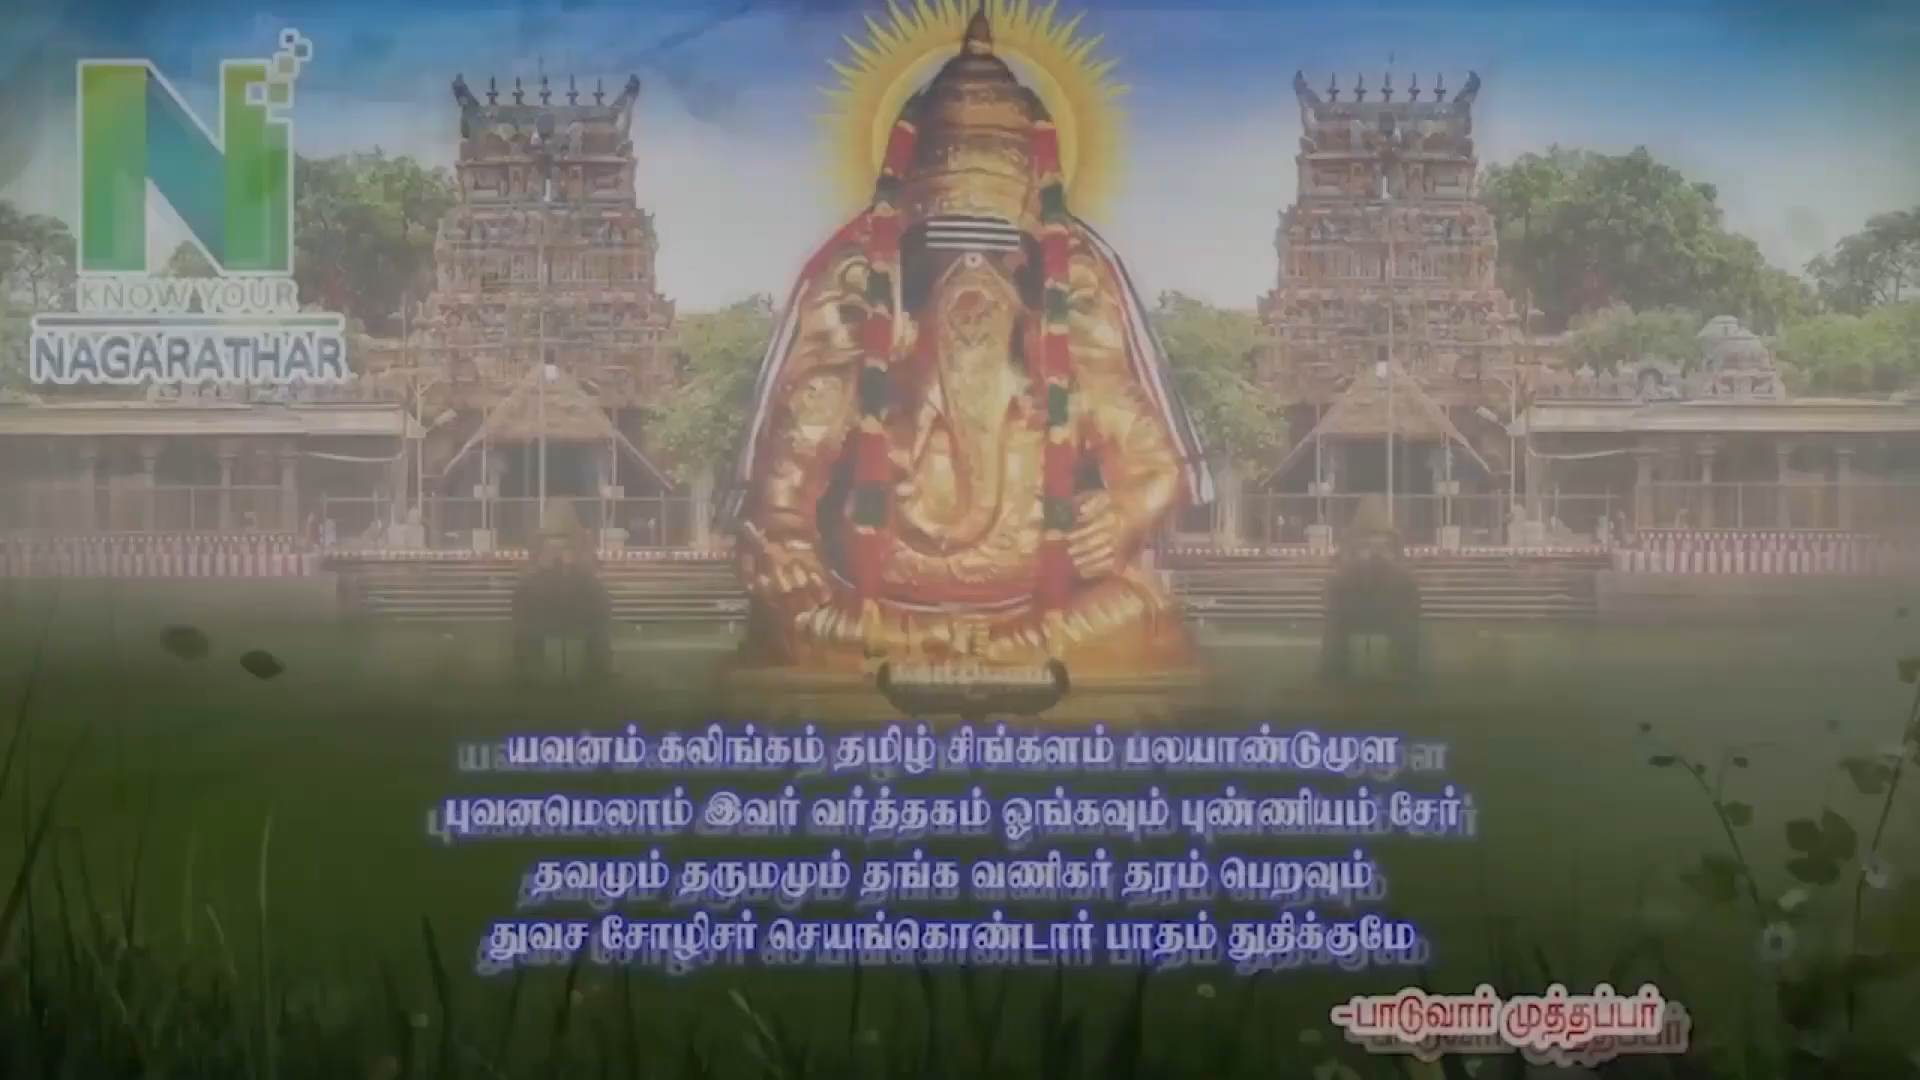 KNOW YOUR
NAGARATHAR
யவனம் கலிங்கம் தமிழ் சிங்களம் பலயாண்டுமுள
புவனமெலாம் இவர் வர்த்தகம் ஓங்கவும் புண்ணியம் சேர்
தவமும் தருமமும் தங்க வணிகர் தரம் பெறவும்
துவச சோழிசர் செயங்கொண்டார் பாதம் துதிக்குமே
-பாடுவார் முத்தப்பர்